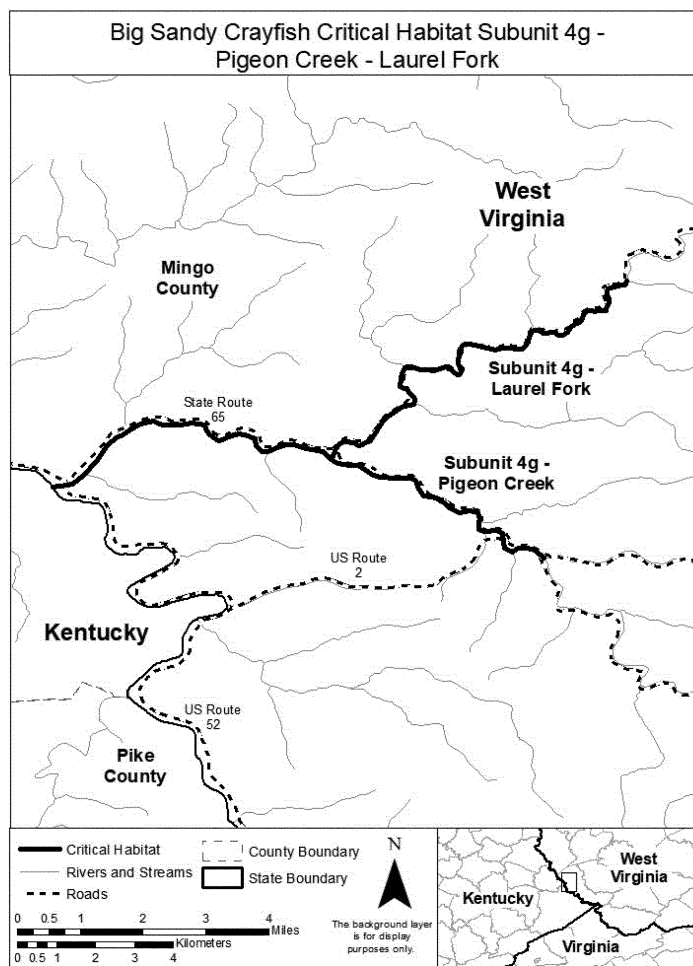 Big Sandy Crayfish Critical Habitat Subunit 4g -
Pigeon Creek - Laurel Fork
West
Virginia
Mingo
County
Subunit 4g -
Laurel Fork
State Route
65
Subunit 4g -
Pigeon Creek
US Route
2
Kentucky
US Route
52
Pike
County
Critical Habitat
Rivers and Streams
Roads
County Boundary
State Boundary
N
The background layer
is for display
purposes only.
0 0.5 1 2 3 4
Miles
Kilometers
0 0.5 1 2 3 4
West
Virginia
Kentucky
Virginia